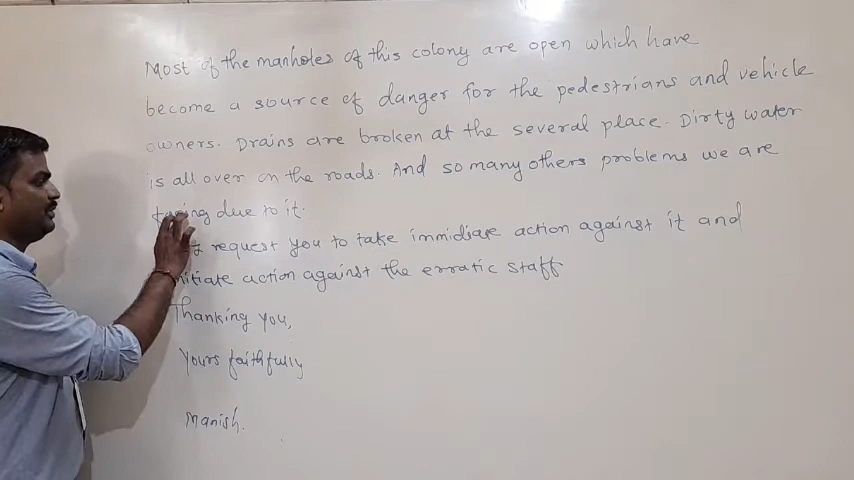 Most of the manholes of this colony are open which have
become a source of danger for the pedestrians and vehicle
owners. Drains are broken at the several place. Dirty water
is all over on the roads. And so many others problems we are
facing due to it.
I request you to take immidiate action against it and
initiate action against the erratic staff
Thanking you,
Yours faithfully
Manish.